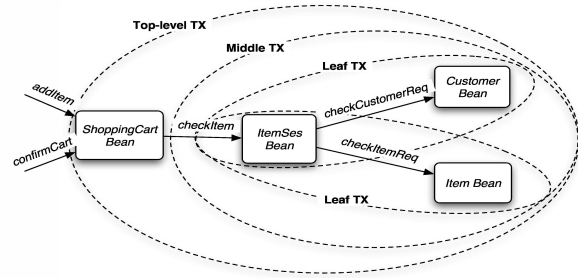 Top-level TX
Middle TX
Leaf TX
addItem
confirmCart
ShoppingCart
Bean
checkItem
ItemSes
Bean
checkCustomerReq
checkItemReq
Customer
Bean
Item Bean
Leaf TX